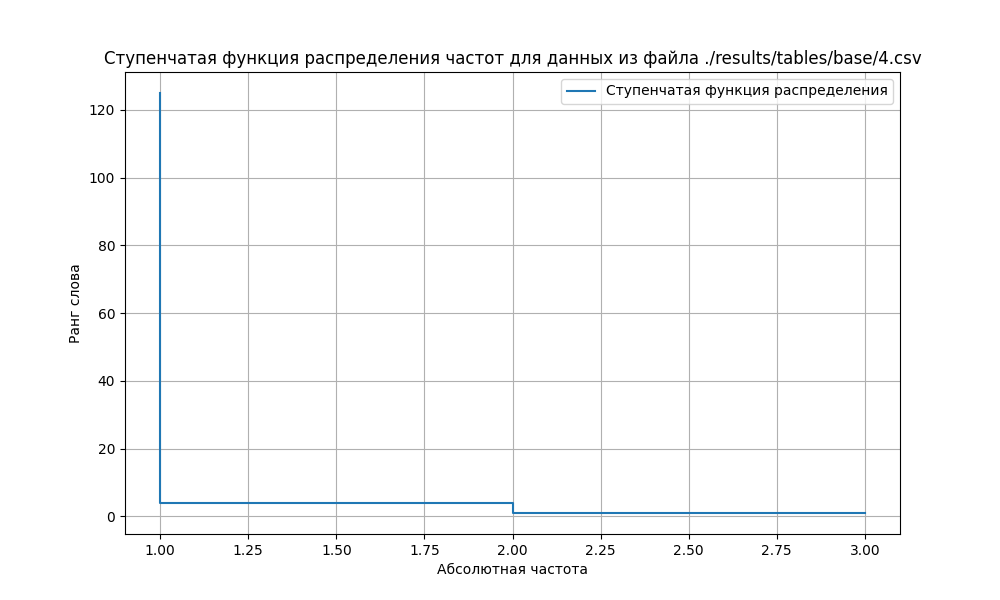 Ступенчатая функция распределения частот для данных из файла ./results/tables/base/4.csv
Ступенчатая функция распределения
120
100
80
60
40
20
0
Ранг слова
1.00 1.25 1.50 1.75 2.00 2.25 2.50 2.75 3.00
Абсолютная частота